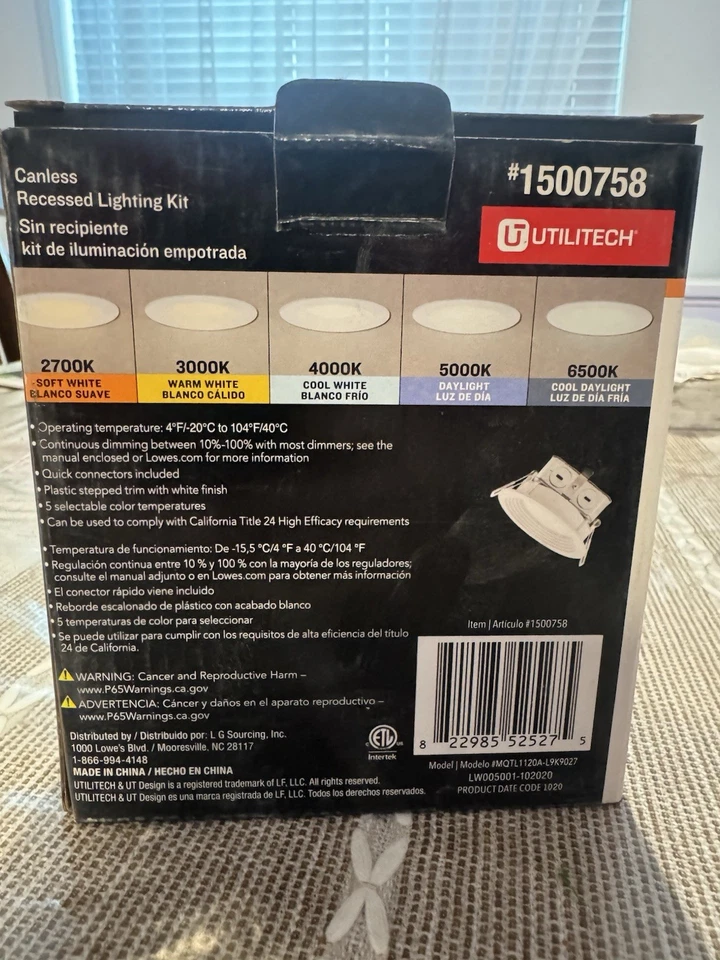 Canless
Recessed Lighting Kit
Sin recipiente
kit de iluminación empotrada
#1500758
UTILITECH®
2700K
SOFT WHITE
BLANCO SUAVE
3000K
WARM WHITE
BLANCO CÁLIDO
4000K
COOL WHITE
BLANCO FRÍO
5000K
DAYLIGHT
LUZ DE DÍA
6500K
COOL DAYLIGHT
LUZ DE DÍA FRÍA
• Operating temperature: 4°F/-20°C to 104°F/40°C
• Continuous dimming between 10%-100% with most dimmers; see the
manual enclosed or Lowes.com for more information
• Quick connectors included
• Plastic stepped trim with white finish
• 5 selectable color temperatures
• Can be used to comply with California Title 24 High Efficacy requirements
• Temperatura de funcionamiento: De -15,5 °C/4 °F a 40 °C/104 °F
• Regulación continua entre 10 % y 100 % con la mayoría de los reguladores;
consulte el manual adjunto o en Lowes.com para obtener más información
• El conector rápido viene incluido
• Reborde escalonado de plástico con acabado blanco
• 5 temperaturas de color para seleccionar
• Se puede utilizar para cumplir con los requisitos de alta eficiencia del título
24 de California.
WARNING: Cancer and Reproductive Harm –
www.P65Warnings.ca.gov
ADVERTENCIA: Cáncer y daños en el aparato reproductivo –
www.P65Warnings.ca.gov
Distributed by / Distribuido por: L G Sourcing, Inc.
1000 Lowe's Blvd. / Mooresville, NC 28117
1-866-994-4148
MADE IN CHINA / HECHO EN CHINA
UTILITECH & UT Design is a registered trademark of LF, LLC. All rights reserved.
UTILITECH & UT Design es una marca registrada de LF, LLC. Todos los derechos reservados.
ETL
Intertek
Item | Artículo #1500758
8 22985 52527 5
Model | Modelo #MQTL1120A-L9K9027
LW005001-102020
PRODUCT DATE CODE 1020